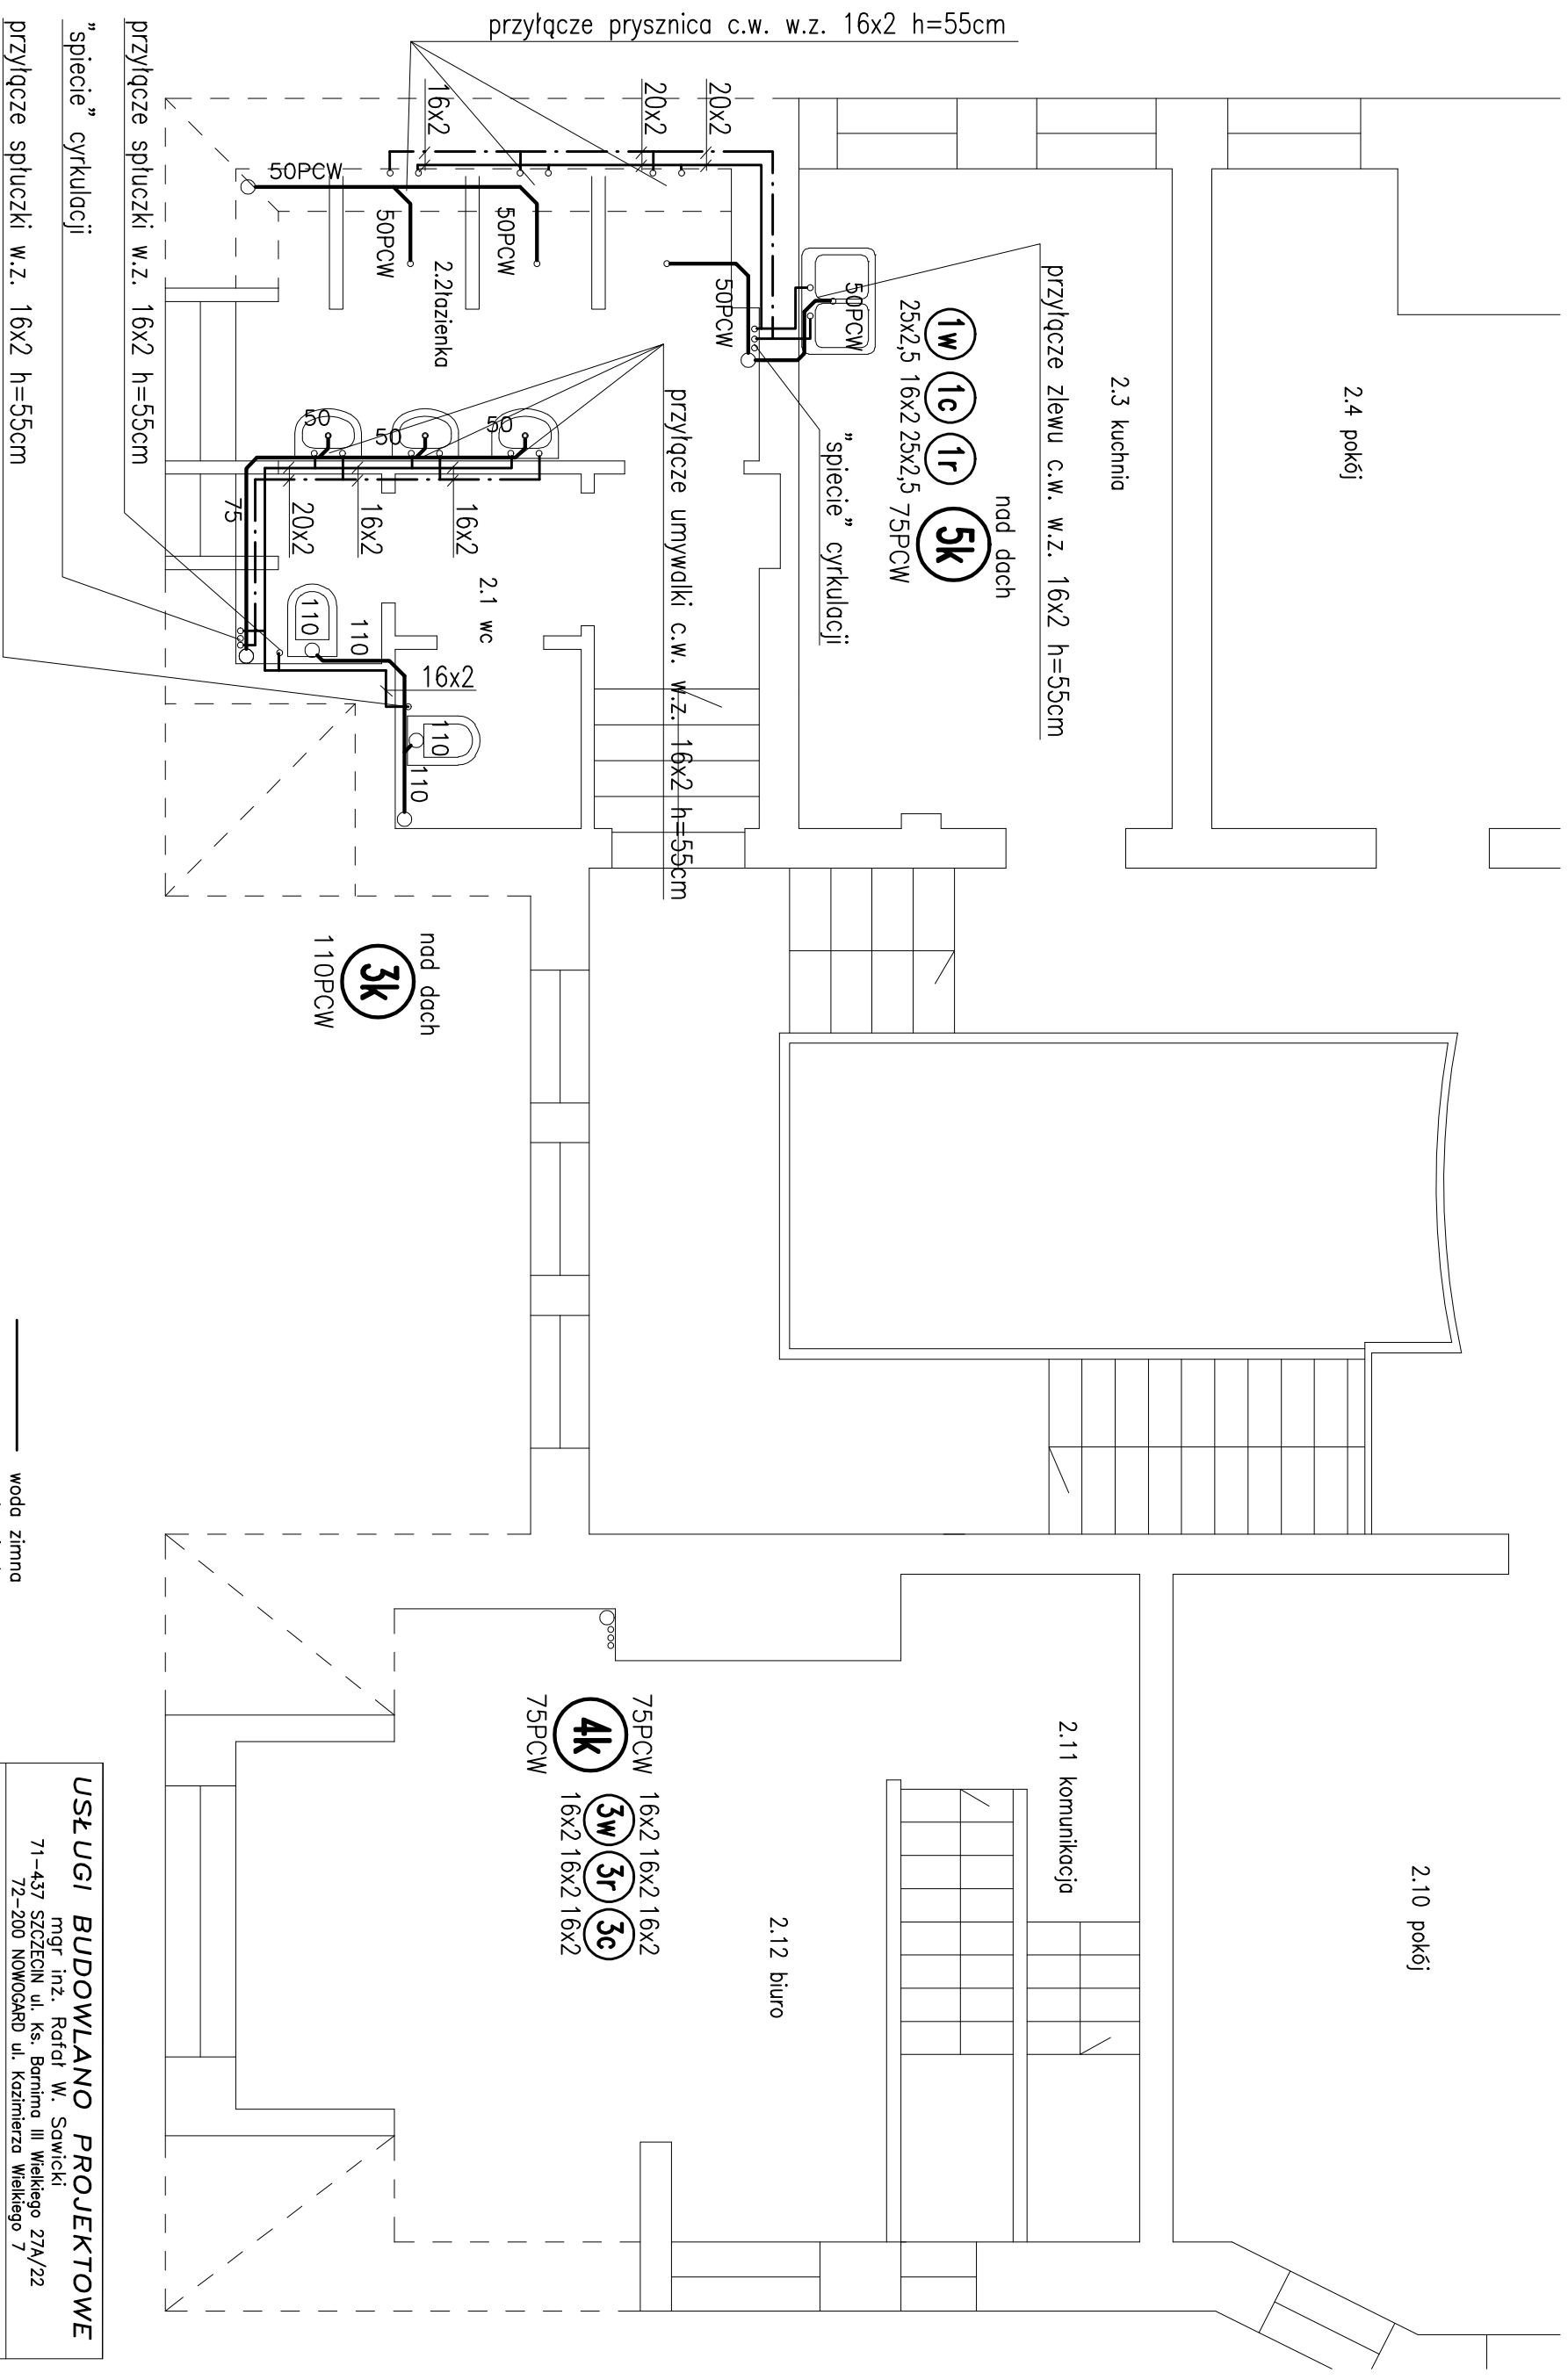 przyłącze prysznica c.w. w.z. 16x2 h=55cm
przyłącze spłuczki w.z. 16x2 h=55cm
"spiecie" cyrkulacji
przyłącze spłuczki w.z. 16x2 h=55cm
16x2
20x2
20x2
50PCW
50PCW
50PCW
50PCW
50PCW
2.2łazienka
przyłącze zlewu c.w. w.z. 16x2 h=55cm
1w
1c
1r
25x2,5 16x2 25x2,5
nad dach
5k
75PCW
"spiecie" cyrkulacji
2.3 kuchnia
2.4 pokój
przyłącze umywalki c.w. w.z. 16x2 h=55cm
50
50
50
75
20x2
16x2
16x2
2.1 wc
110
110
16x2
110
110
nad dach
3k
110PCW
2.10 pokój
2.11 komunikacja
2.12 biuro
75PCW
4k
75PCW
16x2 16x2 16x2
3w
3r
3c
16x2 16x2 16x2
woda zimna
USŁUGI BUDOWLANO PROJEKTOWE
mgr inż. Rafał W. Sawicki
71-437 SZCZECIN ul. Ks. Barnima III Wielkiego 27A/22
72-200 NOWOGARD ul. Kazimierza Wielkiego 7